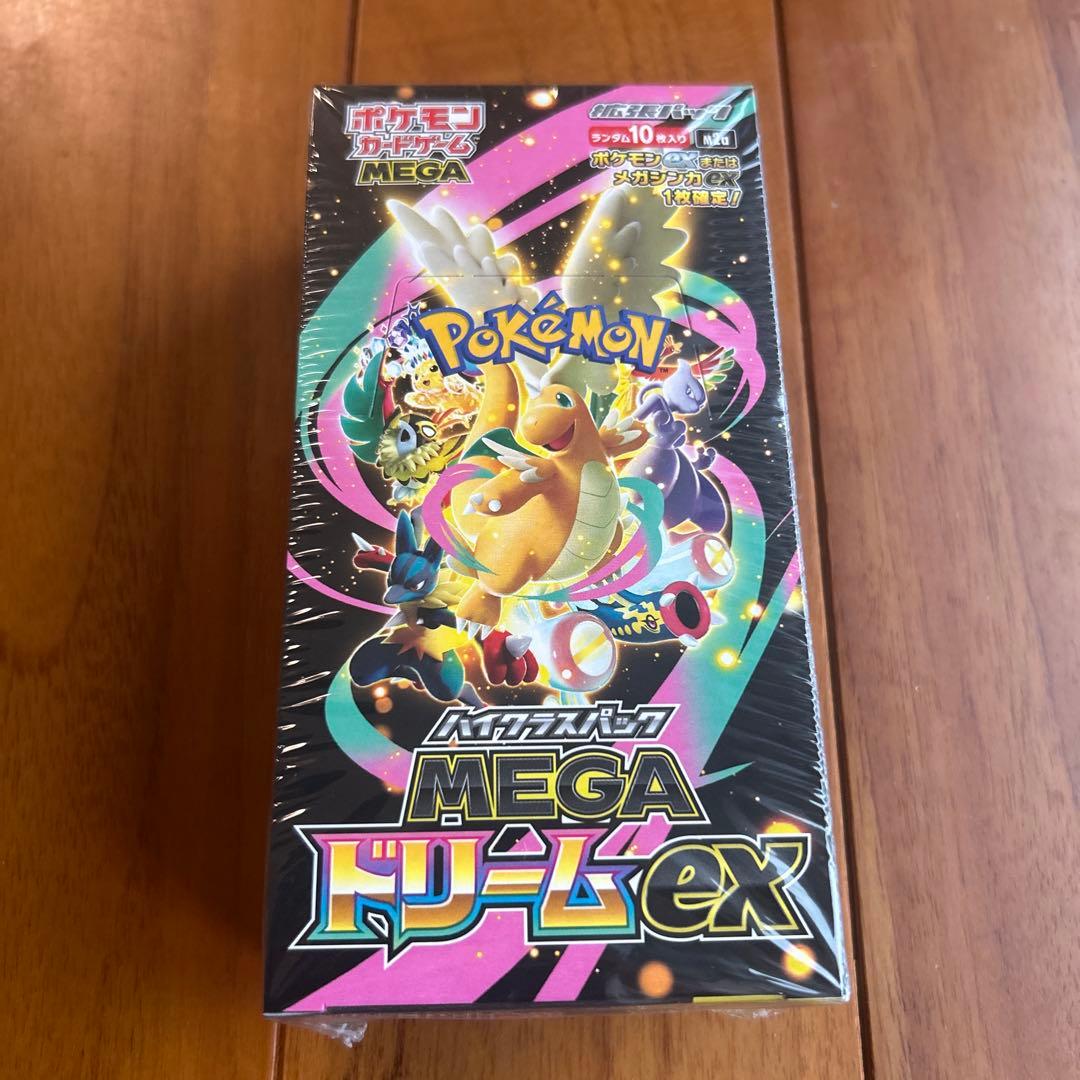 ポケモン
カードゲーム
MEGA
拡張パック
ランダム10枚入り M2a
ポケモンexまたは
メガシンカex
1枚確定!
POKÉMON
TM
ハイクラスパック
MEGA
ドリームex